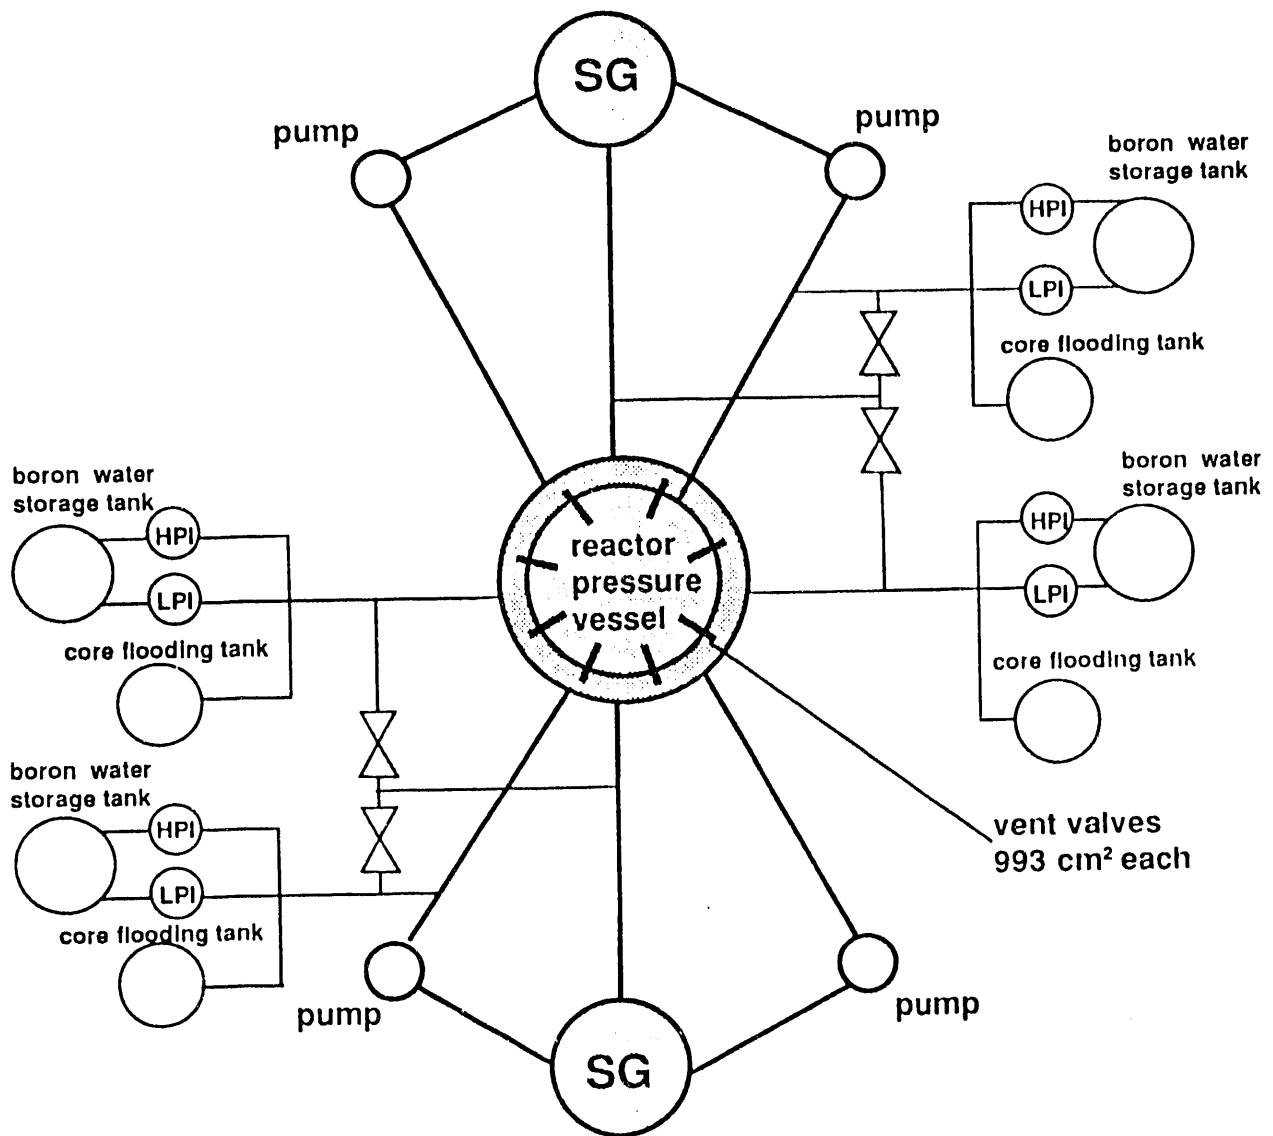 SG
pump
pump
boron water
storage tank
HPI
LPI
core flooding tank
boron water
storage tank
HPI
LPI
core flooding tank
boron water
storage tank
HPI
LPI
core flooding tank
reactor
pressure
vessel
boron water
storage tank
HPI
LPI
core flooding tank
vent valves
993 cm² each
pump
pump
SG